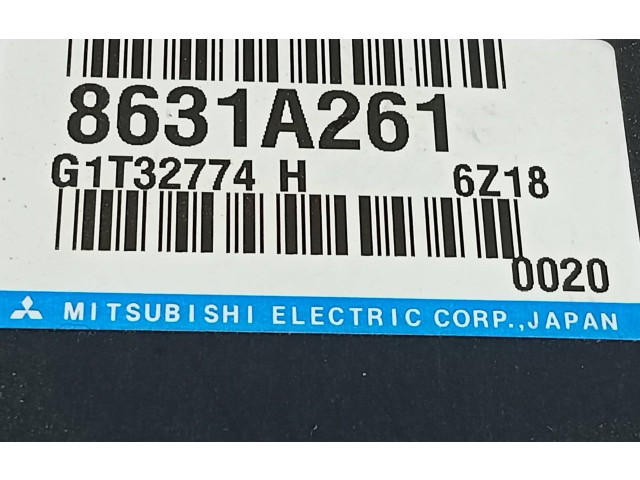 8631A261
G1T32774 H 6Z18
0020
MITSUBISHI ELECTRIC CORP.,JAPAN